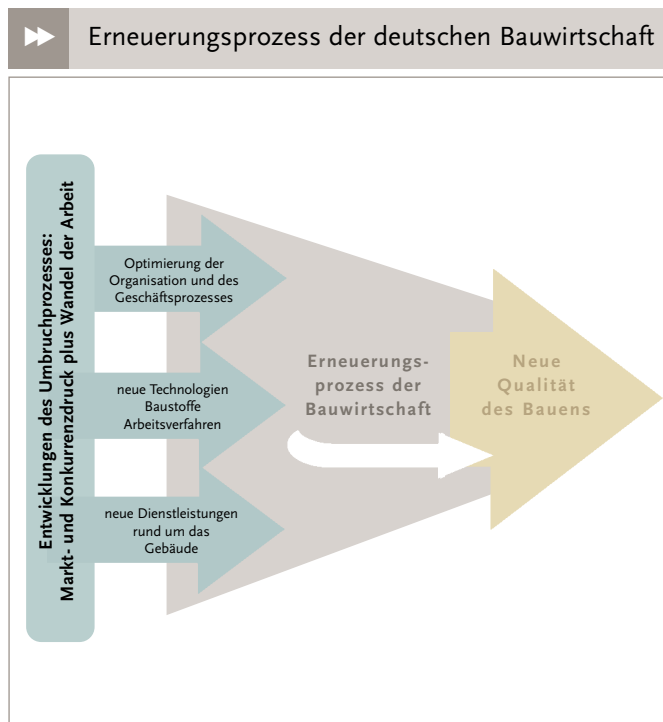 Erneuerungsprozess der deutschen Bauwirtschaft
Entwicklungen des Umbruchprozesses:
Markt- und Konkurrenzdruck plus Wandel der Arbeit
Optimierung der
Organisation und des
Geschäftsprozesses
neue Technologien
Baustoffe
Arbeitsverfahren
neue Dienstleistungen
rund um das
Gebäude
Erneuerungs-
prozess der
Bauwirtschaft
Neue
Qualität
des Bauens